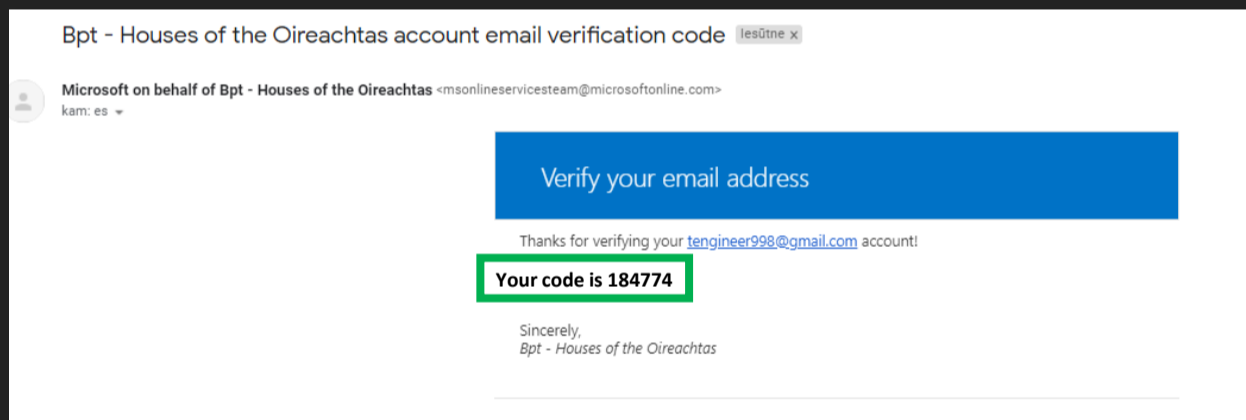 Bpt - Houses of the Oireachtas account email verification code Iesūtne x
Microsoft on behalf of Bpt - Houses of the Oireachtas <msonlineservicesteam@microsoftonline.com>
kam: es
Verify your email address
Thanks for verifying your tengineer998@gmail.com account!
Your code is 184774
Sincerely,
Bpt - Houses of the Oireachtas